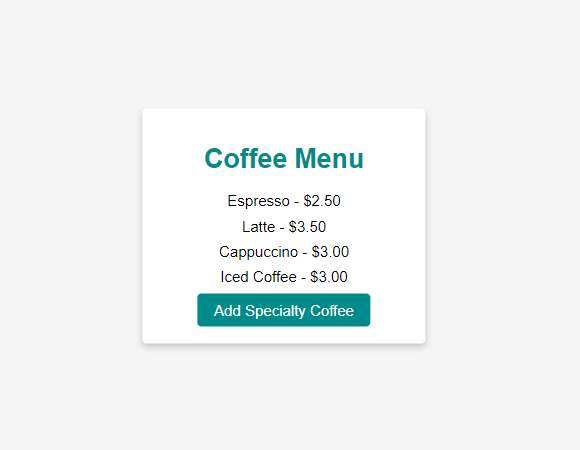 Coffee Menu
Espresso - $2.50
Latte - $3.50
Cappuccino - $3.00
Iced Coffee - $3.00
Add Specialty Coffee